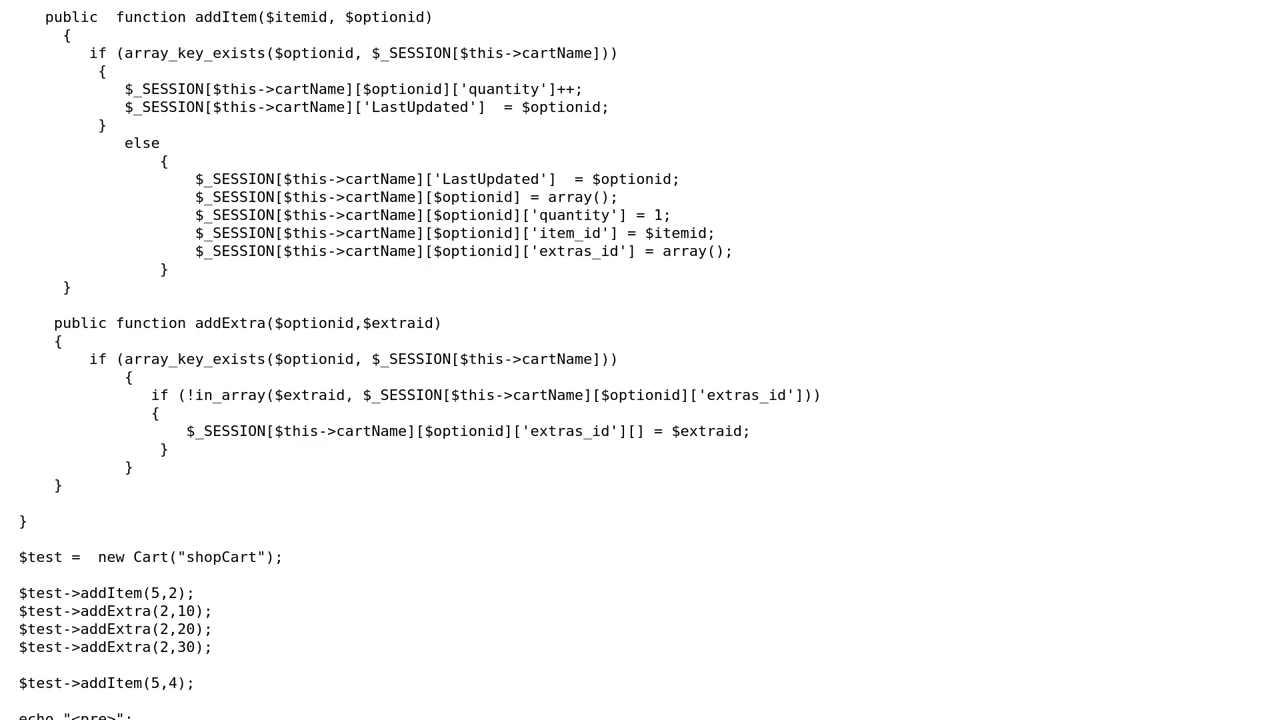 public  function addItem($itemid, $optionid)
{
if (array_key_exists($optionid, $_SESSION[$this->cartName]))
{
$_SESSION[$this->cartName][$optionid]['quantity']++;
$_SESSION[$this->cartName]['LastUpdated']  = $optionid;
}
else
{
$_SESSION[$this->cartName]['LastUpdated']  = $optionid;
$_SESSION[$this->cartName][$optionid] = array();
$_SESSION[$this->cartName][$optionid]['quantity'] = 1;
$_SESSION[$this->cartName][$optionid]['item_id'] = $itemid;
$_SESSION[$this->cartName][$optionid]['extras_id'] = array();
}
}
public function addExtra($optionid,$extraid)
{
if (array_key_exists($optionid, $_SESSION[$this->cartName]))
{
if (!in_array($extraid, $_SESSION[$this->cartName][$optionid]['extras_id']))
{
$_SESSION[$this->cartName][$optionid]['extras_id'][] = $extraid;
}
}
}
}
$test =  new Cart("shopCart");
$test->addItem(5,2);
$test->addExtra(2,10);
$test->addExtra(2,20);
$test->addExtra(2,30);
$test->addItem(5,4);
echo "<pre>";